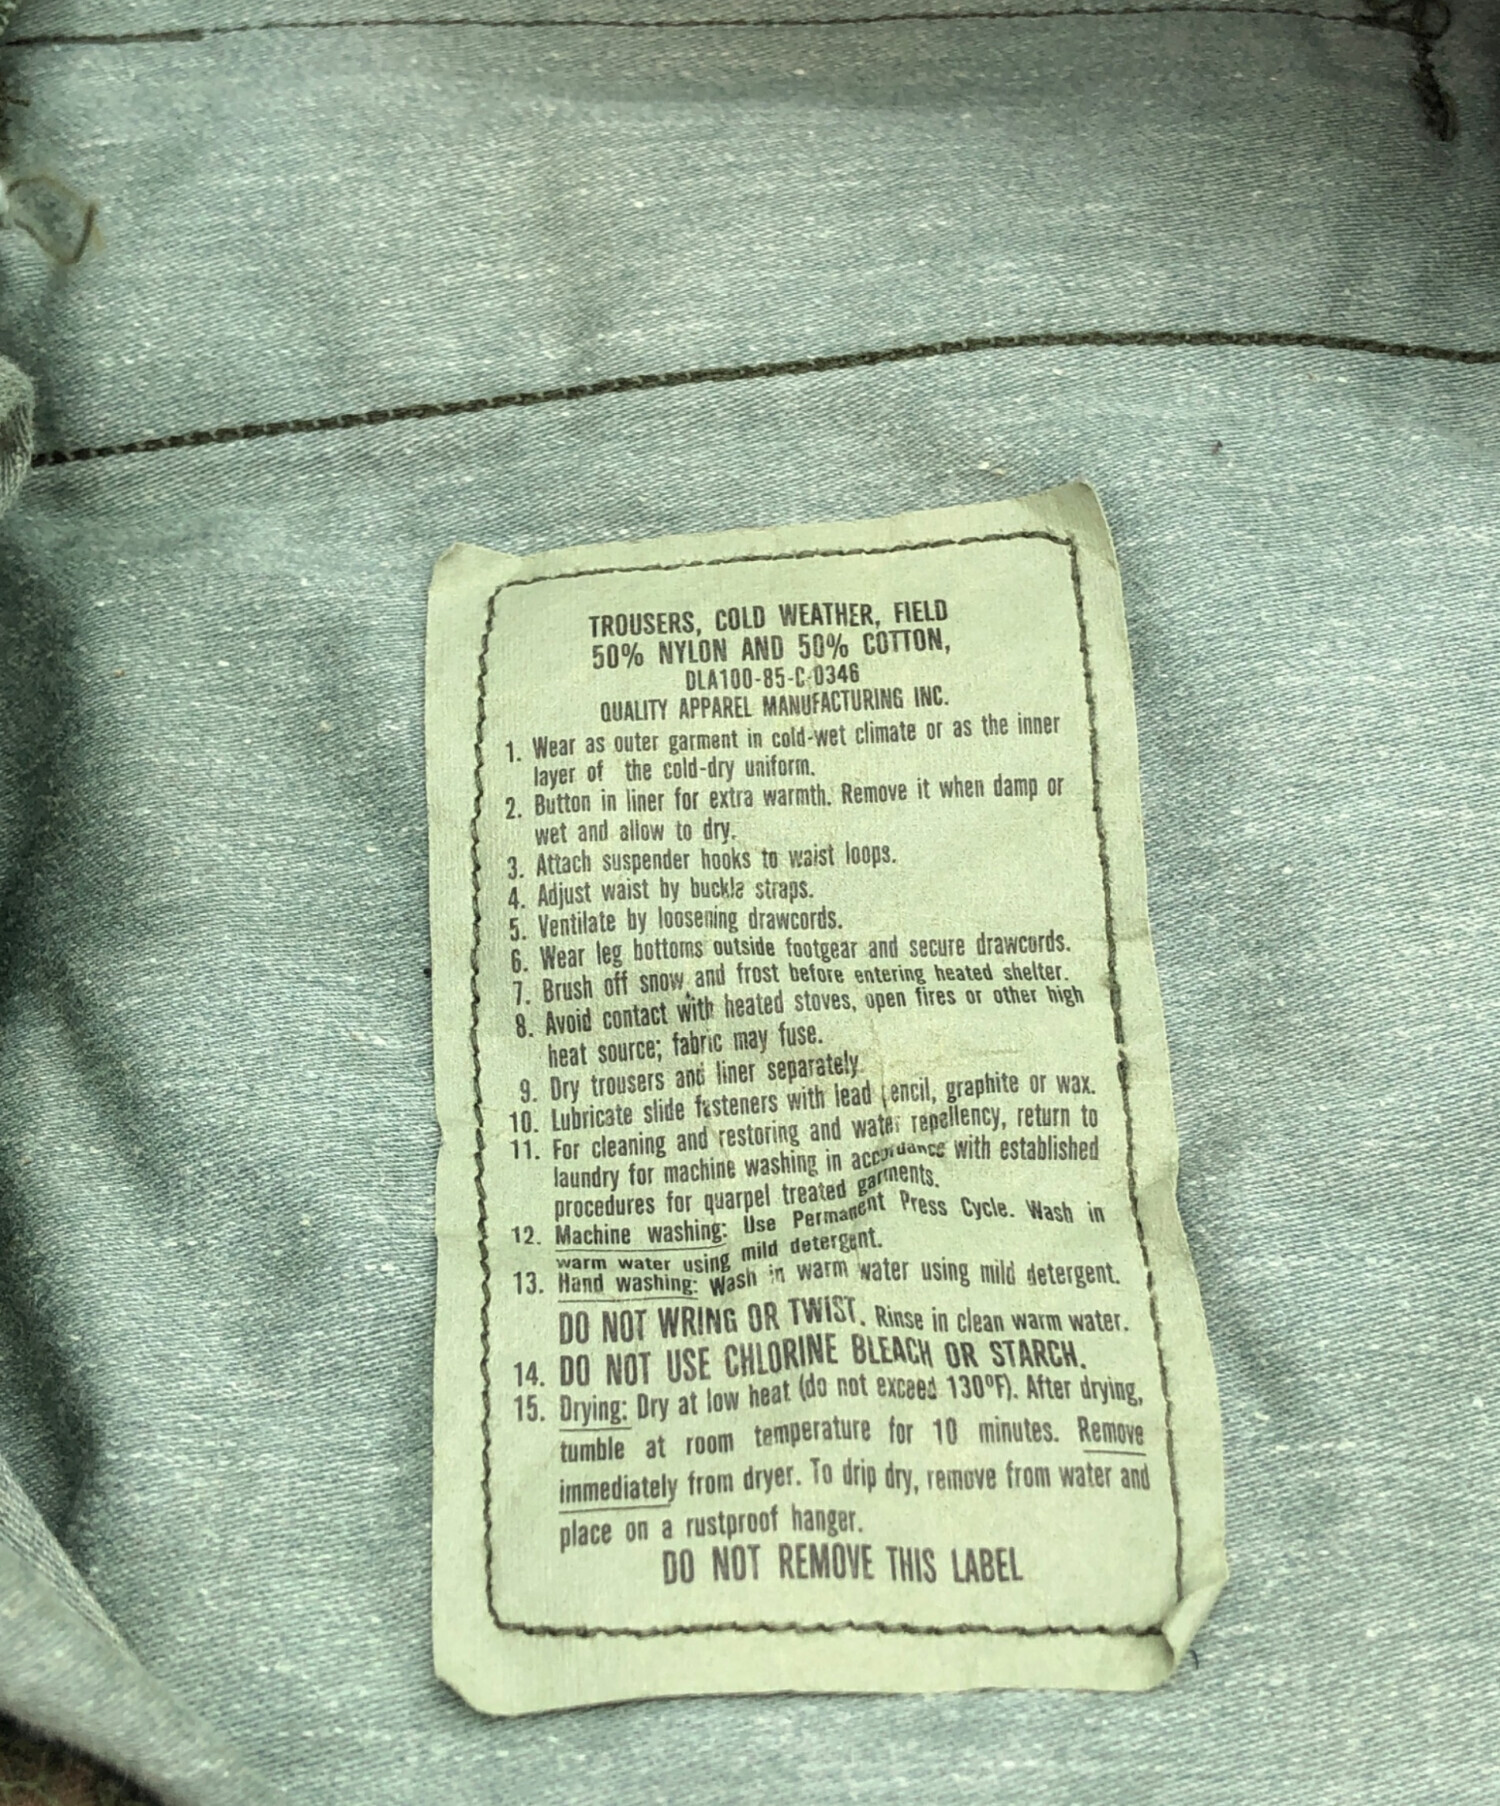 TROUSERS, COLD WEATHER, FIELD
50% NYLON AND 50% COTTON,
DLA100-85-C-0346
QUALITY APPAREL MANUFACTURING INC.
1. Wear as outer garment in cold-wet climate or as the inner
layer of the cold-dry uniform.
2. Button in liner for extra warmth. Remove it when damp or
wet and allow to dry.
3. Attach suspender hooks to waist loops.
4. Adjust waist by buckle straps.
5. Ventilate by loosening drawcords.
6. Wear leg bottoms outside footgear and secure drawcords.
7. Brush off snow and frost before entering heated shelter.
8. Avoid contact with heated stoves, open fires or other high
heat source; fabric may fuse.
9. Dry trousers and liner separately.
10. Lubricate slide fasteners with lead pencil, graphite or wax.
11. For cleaning and restoring and water repellency, return to
laundry for machine washing in accordance with established
procedures for quarpel treated garments.
12. Machine washing: Use Permanent Press Cycle. Wash in
warm water using mild detergent.
13. Hand washing: Wash in warm water using mild detergent.
DO NOT WRING OR TWIST. Rinse in clean warm water.
14. DO NOT USE CHLORINE BLEACH OR STARCH.
15. Drying: Dry at low heat (do not exceed 130°F). After drying,
tumble at room temperature for 10 minutes. Remove
immediately from dryer. To drip dry, remove from water and
place on a rustproof hanger.
DO NOT REMOVE THIS LABEL